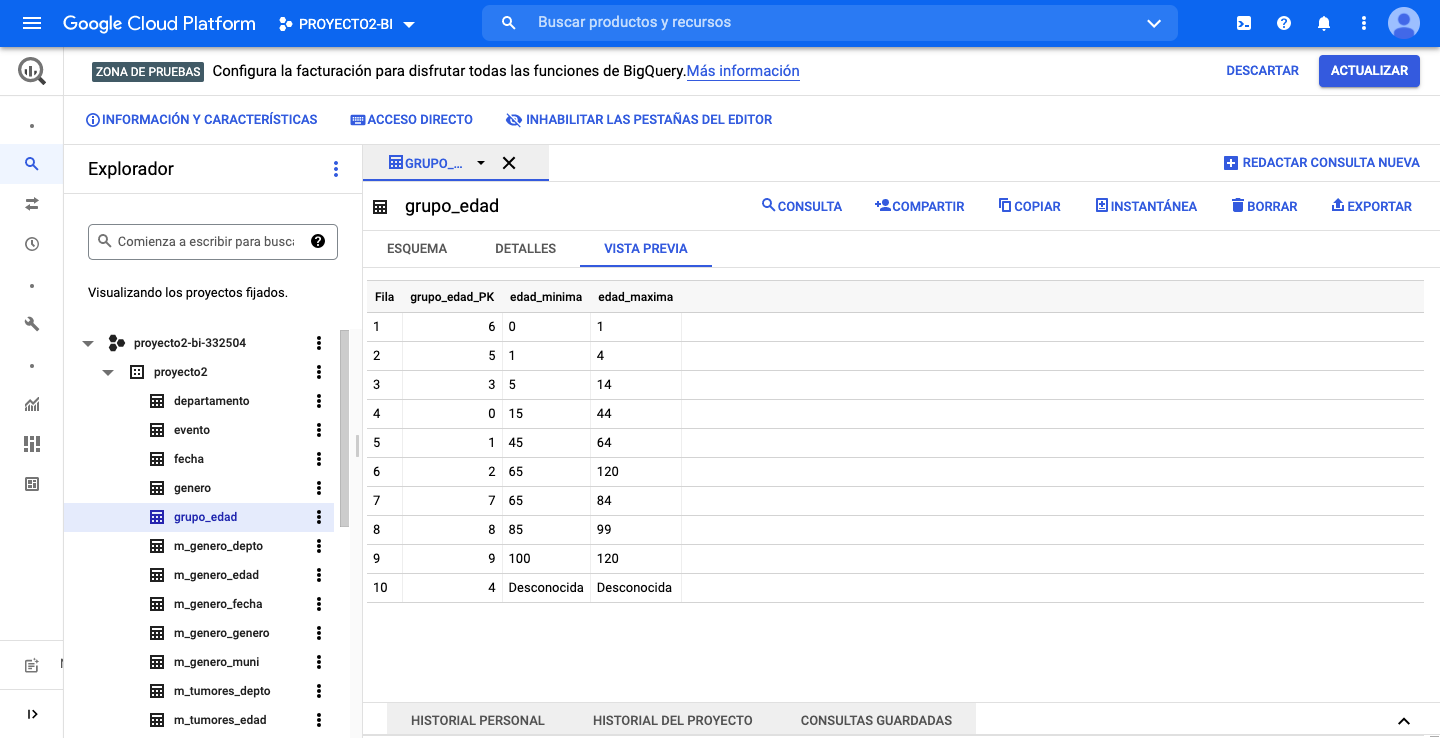 Google Cloud Platform PROYECTO2-BI Buscar productos y recursos
ZONA DE PRUEBAS Configura la facturación para disfrutar todas las funciones de BigQuery. Más información DESCARTAR ACTUALIZAR
INFORMACIÓN Y CARACTERÍSTICAS ACCESO DIRECTO INHABILITAR LAS PESTAÑAS DEL EDITOR
Explorador
Comienza a escribir para busca
Visualizando los proyectos fijados.
proyecto2-bi-332504
proyecto2
departamento
evento
fecha
genero
grupo_edad
m_genero_depto
m_genero_edad
m_genero_fecha
m_genero_genero
m_genero_muni
m_tumores_depto
m_tumores_edad
GRUPO_... REDACTAR CONSULTA NUEVA
grupo_edad CONSULTA COMPARTIR COPIAR INSTANTÁNEA BORRAR EXPORTAR
ESQUEMA DETALLES VISTA PREVIA
Fila grupo_edad_PK edad_minima edad_maxima
1 6 0 1
2 5 1 4
3 3 5 14
4 0 15 44
5 1 45 64
6 2 65 120
7 7 65 84
8 8 85 99
9 9 100 120
10 4 Desconocida Desconocida
HISTORIAL PERSONAL HISTORIAL DEL PROYECTO CONSULTAS GUARDADAS